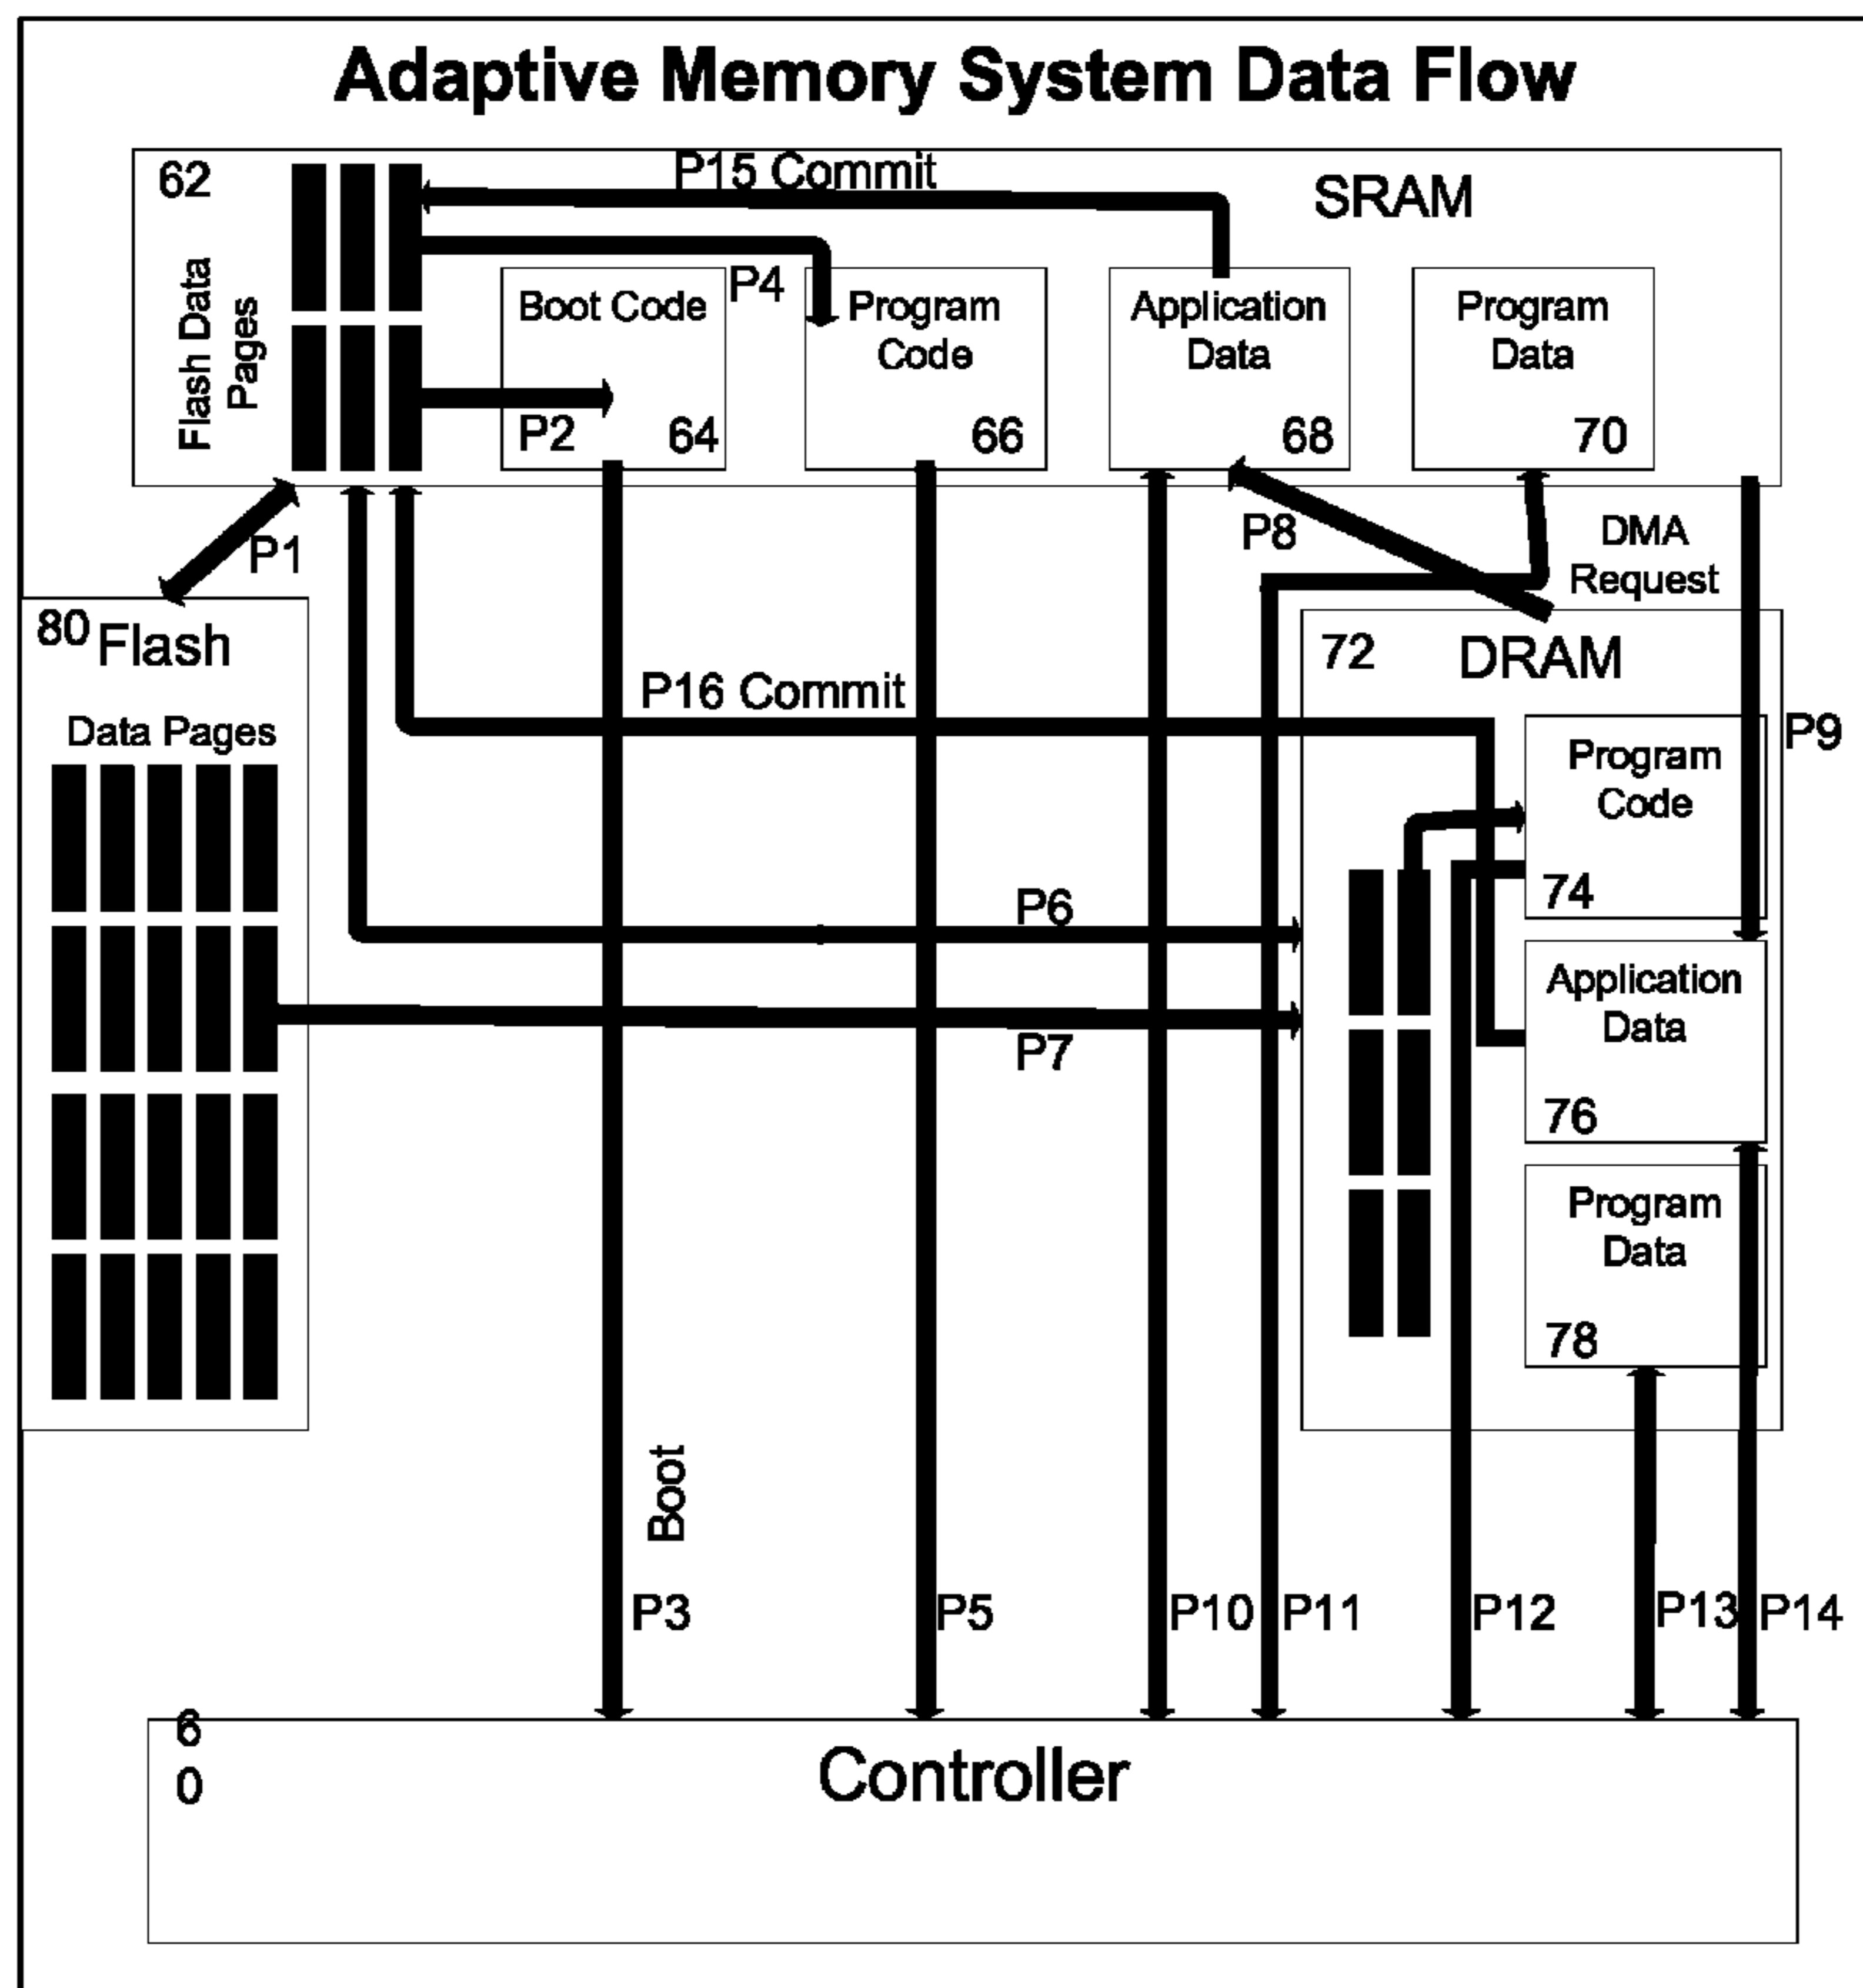 Adaptive Memory System Data Flow
62
P15 Commit
SRAM
Flash Data
Pages
P4
Boot Code
P2
64
Program
Code
66
Application
Data
68
Program
Data
70
P1
P8
DMA
Request
80
Flash
Data Pages
P16 Commit
72
DRAM
P9
Program
Code
74
P6
P7
Application
Data
76
Program
Data
78
Boot
P3
P5
P10
P11
P12
P13
P14
6
0
Controller